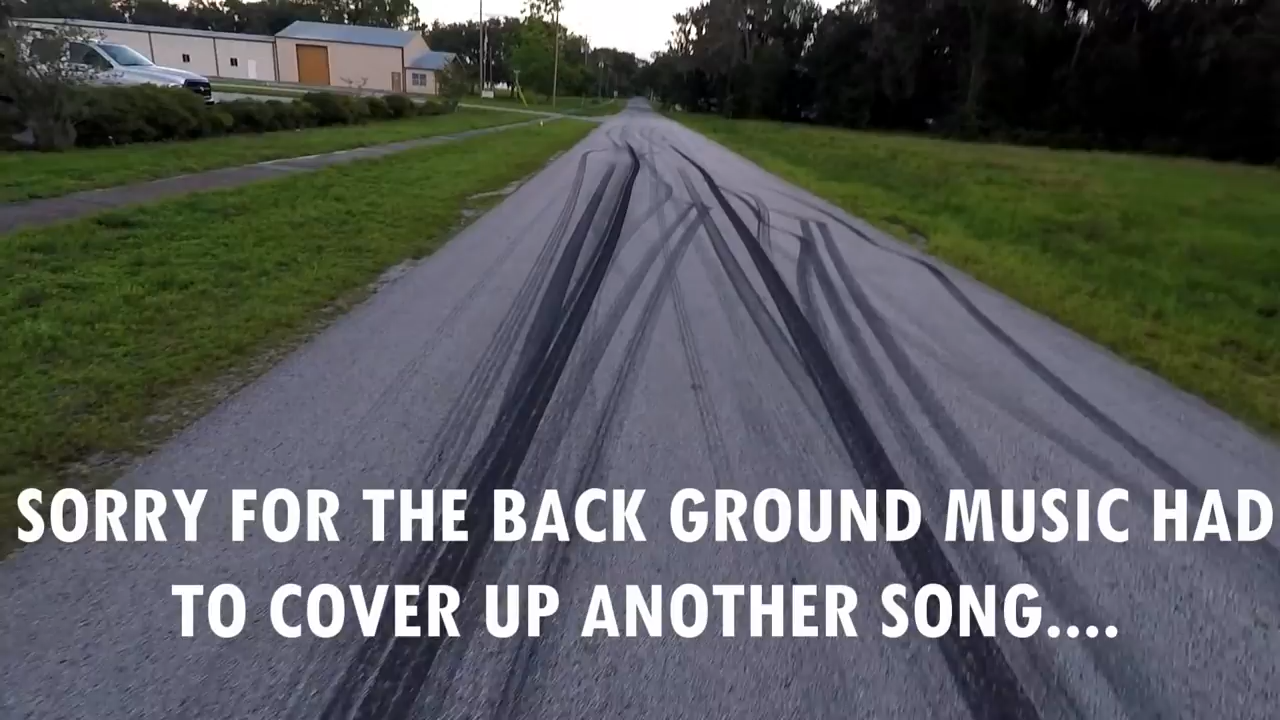 SORRY FOR THE BACK GROUND MUSIC HAD
TO COVER UP ANOTHER SONG....